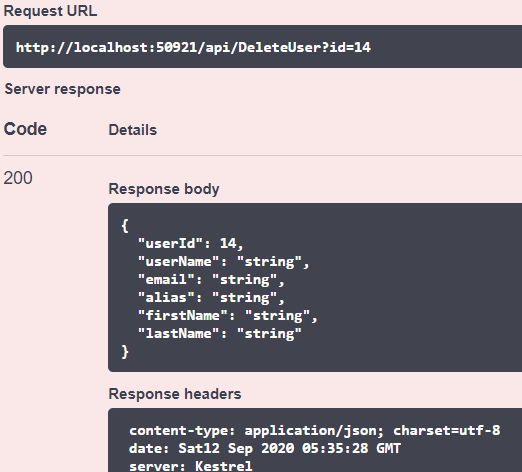 Request URL
http://localhost:50921/api/DeleteUser?id=14
Server response
Code Details
200
Response body
{
  "userId": 14,
  "userName": "string",
  "email": "string",
  "alias": "string",
  "firstName": "string",
  "lastName": "string"
}
Response headers
content-type: application/json; charset=utf-8
date: Sat12 Sep 2020 05:35:28 GMT
server: Kestrel